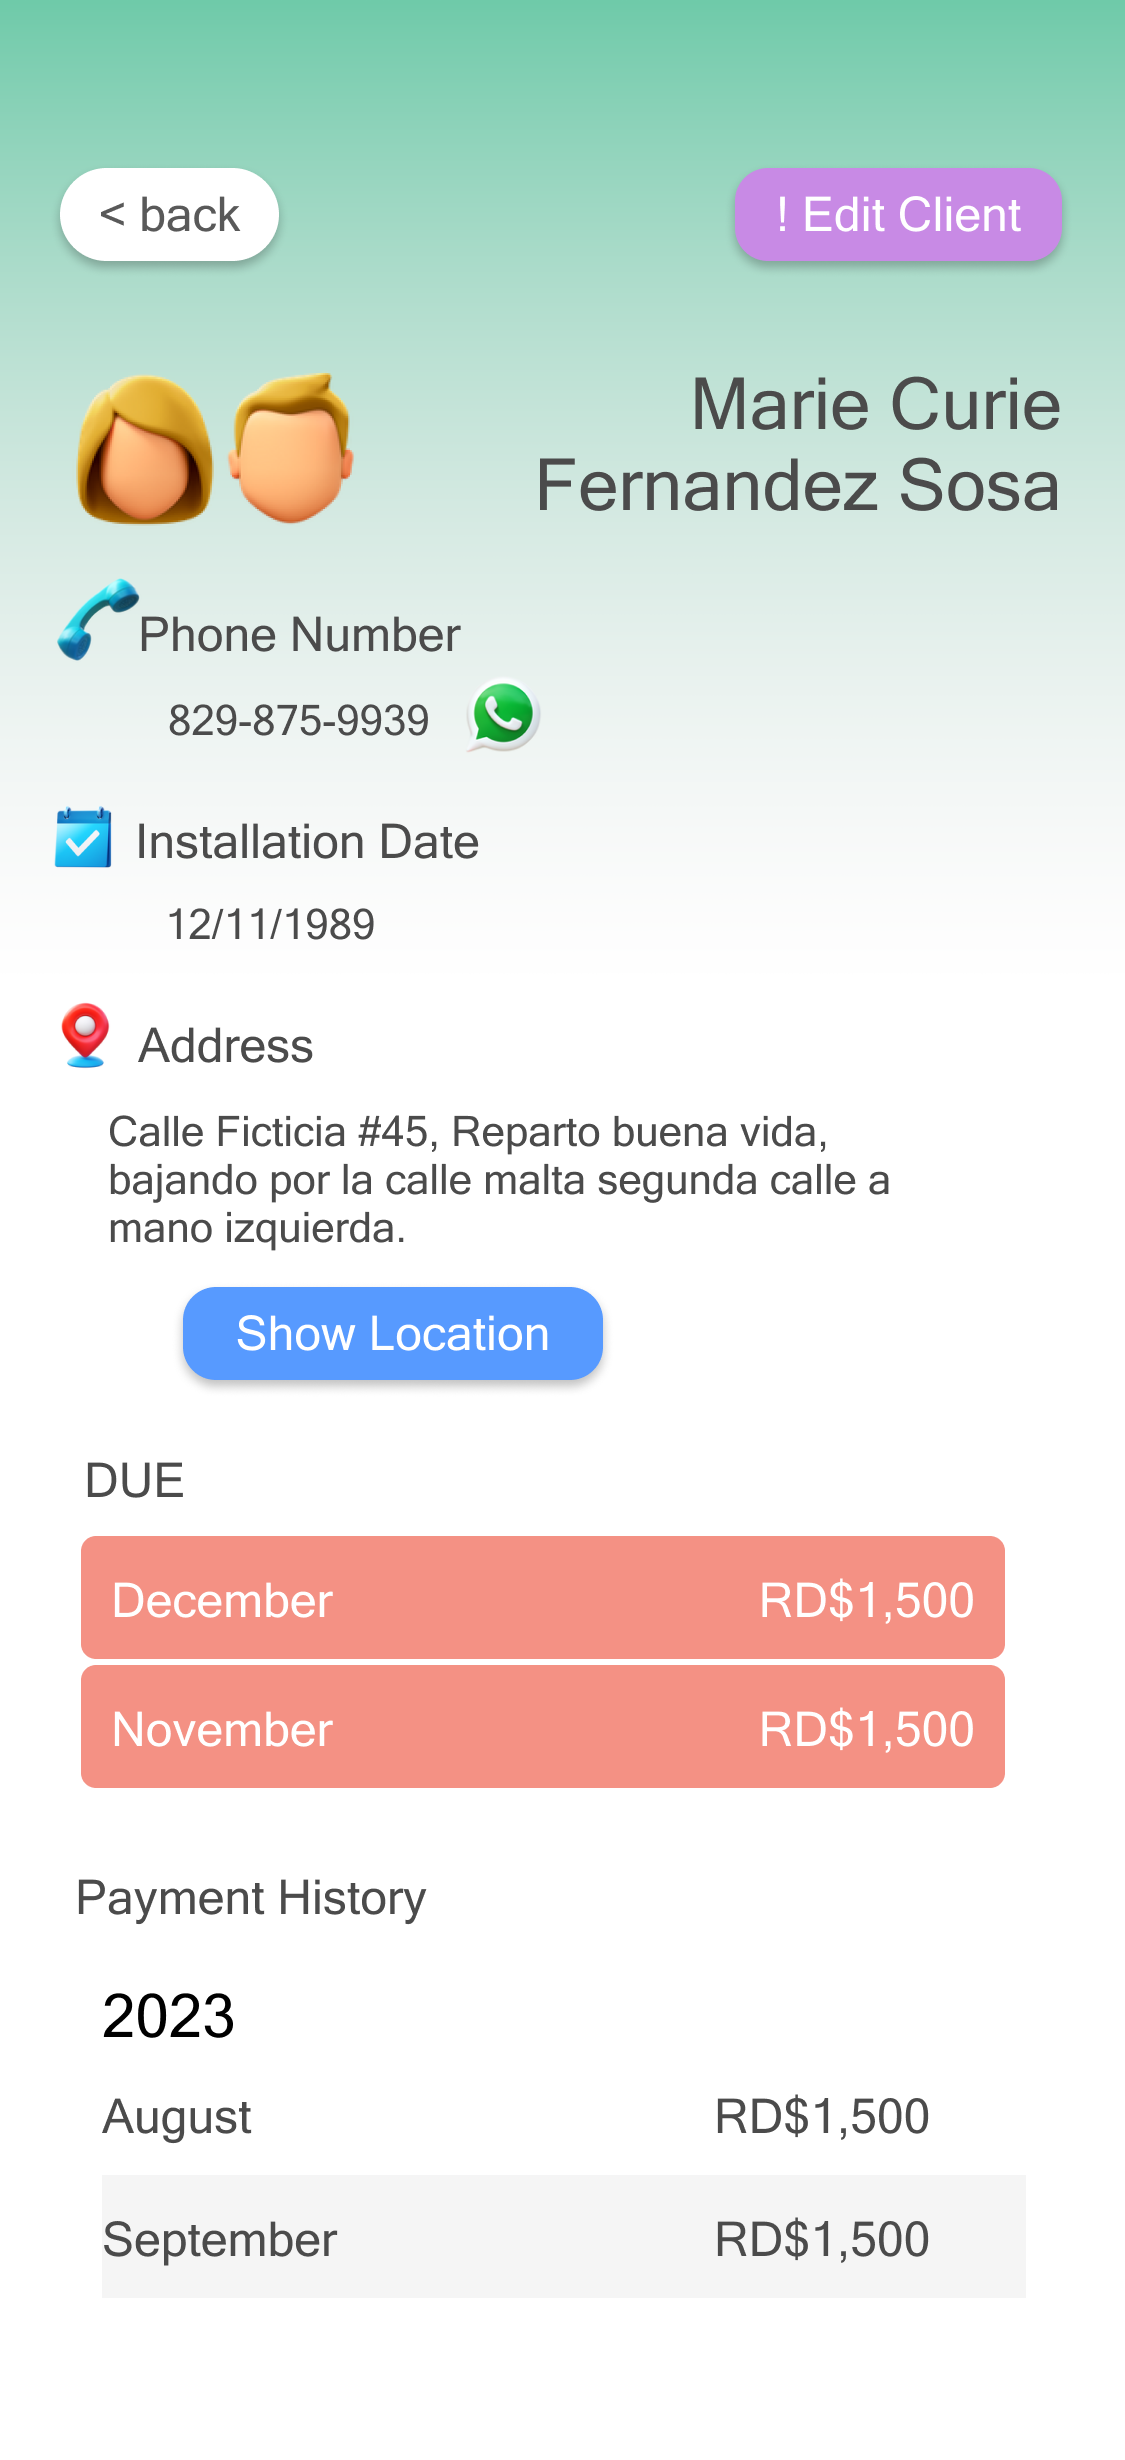 < back
! Edit Client
Marie Curie
Fernandez Sosa
Phone Number
829-875-9939
Installation Date
12/11/1989
Address
Calle Ficticia #45, Reparto buena vida,
bajando por la calle malta segunda calle a
mano izquierda.
Show Location
DUE
December RD$1,500
November RD$1,500
Payment History
2023
August RD$1,500
September RD$1,500